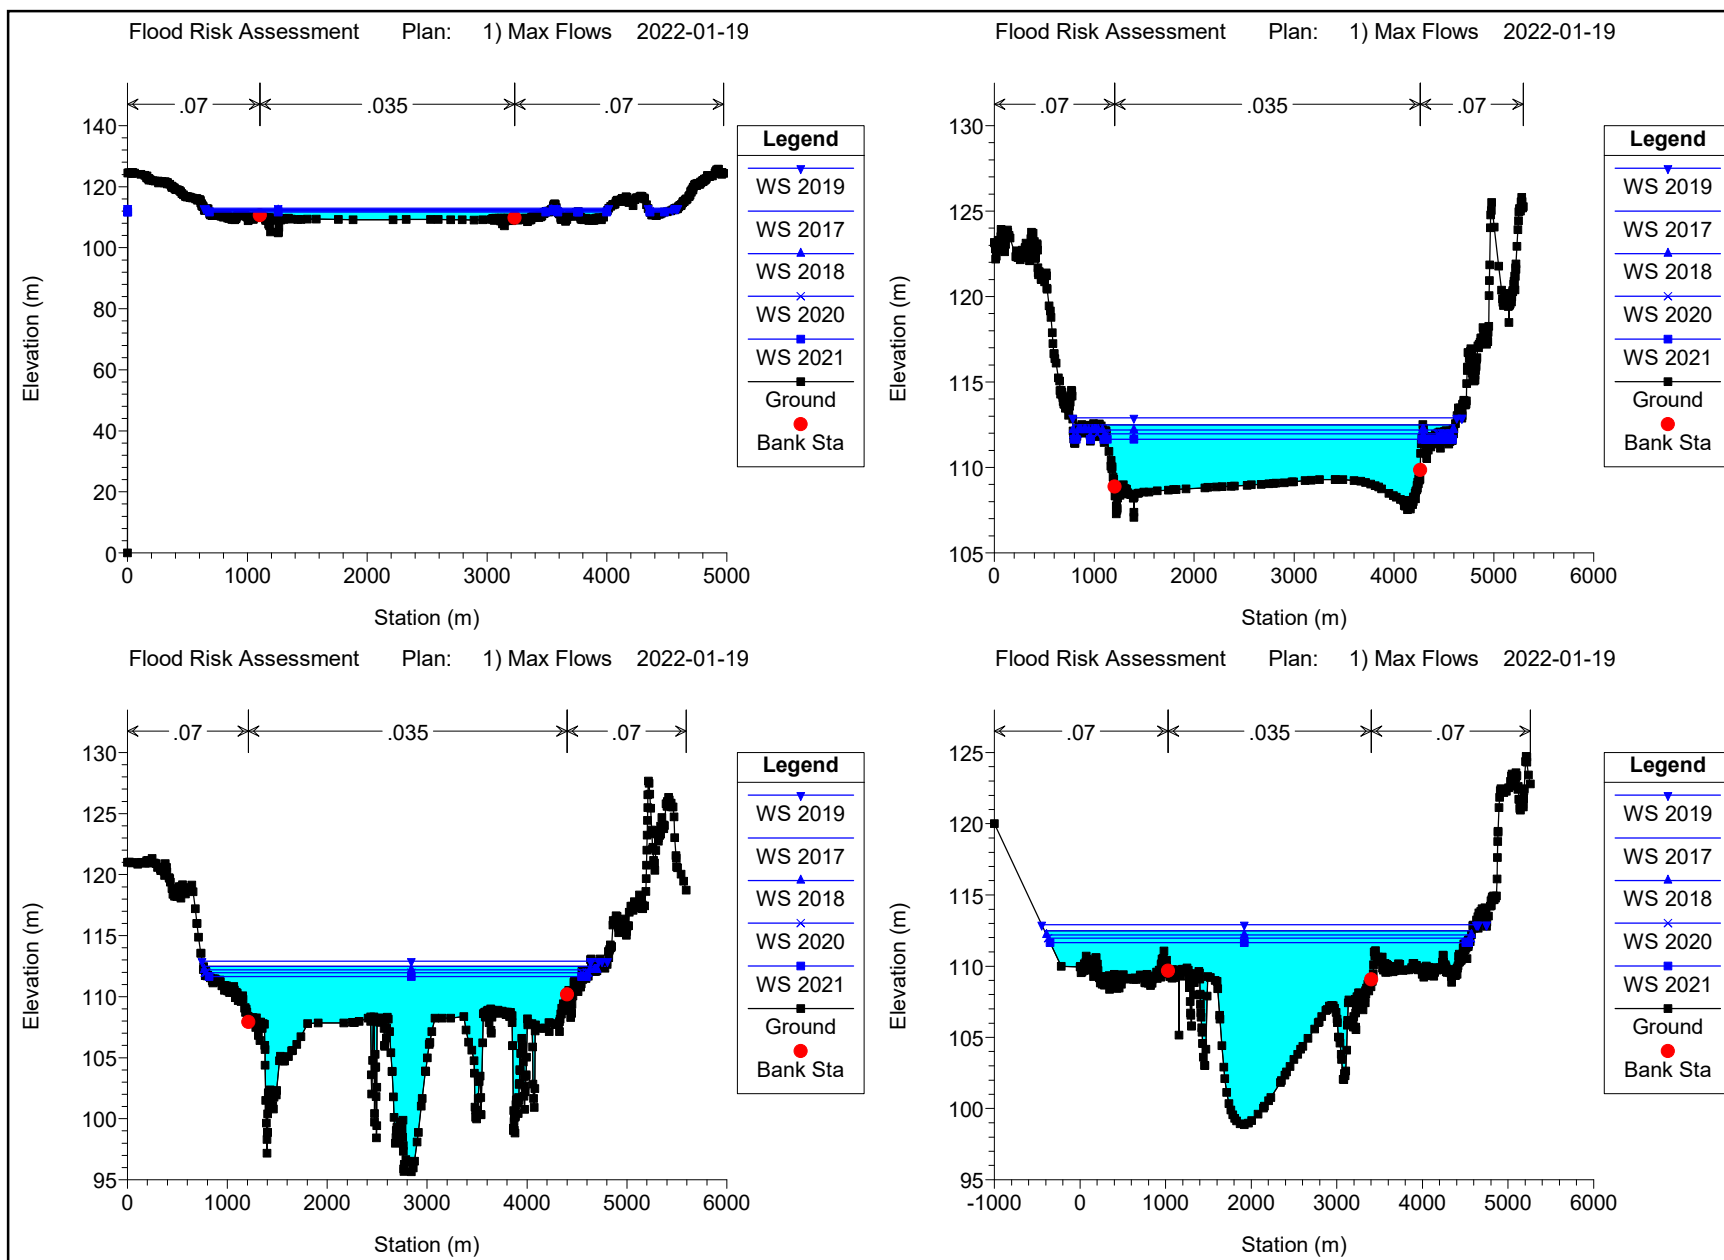 Flood Risk Assessment Plan: 1) Max Flows 2022-01-19
.07 .035 .07
140
120
100
80
60
40
20
0
Elevation (m)
0 1000 2000 3000 4000 5000
Station (m)
Legend
WS 2019
WS 2017
WS 2018
WS 2020
WS 2021
Ground
Bank Sta
Flood Risk Assessment Plan: 1) Max Flows 2022-01-19
.07 .035 .07
130
125
120
115
110
105
Elevation (m)
0 1000 2000 3000 4000 5000 6000
Station (m)
Legend
WS 2019
WS 2017
WS 2018
WS 2020
WS 2021
Ground
Bank Sta
Flood Risk Assessment Plan: 1) Max Flows 2022-01-19
.07 .035 .07
130
125
120
115
110
105
100
95
Elevation (m)
0 1000 2000 3000 4000 5000 6000
Station (m)
Legend
WS 2019
WS 2017
WS 2018
WS 2020
WS 2021
Ground
Bank Sta
Flood Risk Assessment Plan: 1) Max Flows 2022-01-19
.07 .035 .07
125
120
115
110
105
100
95
Elevation (m)
-1000 0 1000 2000 3000 4000 5000 6000
Station (m)
Legend
WS 2019
WS 2017
WS 2018
WS 2020
WS 2021
Ground
Bank Sta